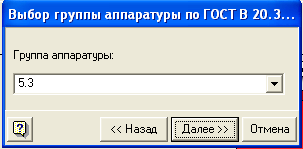 Выбор группы аппаратуры по ГОСТ В 20.3...
Группа аппаратуры:
5.3
<< Назад Далее >> Отмена